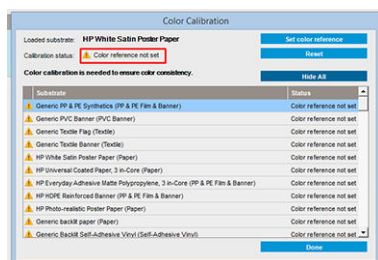 Color Calibration
Loaded substrate: HP White Satin Poster Paper
Set color reference
Calibration status: Color reference not set
Reset
Color calibration is needed to ensure color consistency.
Hide All
Substrate Status
Generic PP & PE Synthetics (PP & PE Film & Banner) Color reference not set
Generic PVC Banner (PVC Banner) Color reference not set
Generic Textile Flag (Textile) Color reference not set
Generic Textile Banner (Textile) Color reference not set
HP White Satin Poster Paper (Paper) Color reference not set
HP Universal Coated Paper, 3 in-Core (Paper) Color reference not set
HP Everyday Adhesive Matte Polypropylene, 3 in-Core (PP & PE Film & Banner) Color reference not set
HP HDPE Reinforced Banner (PP & PE Film & Banner) Color reference not set
HP Photo-realistic Poster Paper (Paper) Color reference not set
Generic backlit paper (Paper) Color reference not set
Generic Backlit Self-Adhesive Vinyl (Self-Adhesive Vinyl) Color reference not set
Done